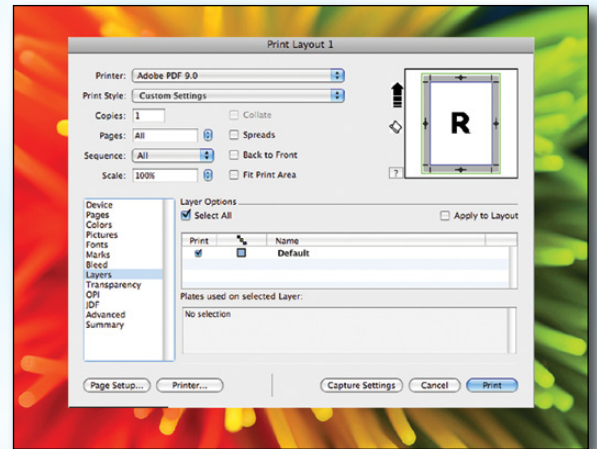 Print Layout 1
Printer: Adobe PDF 9.0
Print Style: Custom Settings
Copies: 1 Collate
Pages: All Spreads
Sequence: All Back to Front
Scale: 100% Fit Print Area
R
?
Device
Pages
Colors
Pictures
Fonts
Marks
Bleed
Layers
Transparency
OPI
JDF
Advanced
Summary
Layer Options
Select All Apply to Layout
Print Name
Default
Plates used on selected Layer:
No selection
Page Setup... Printer... Capture Settings Cancel Print